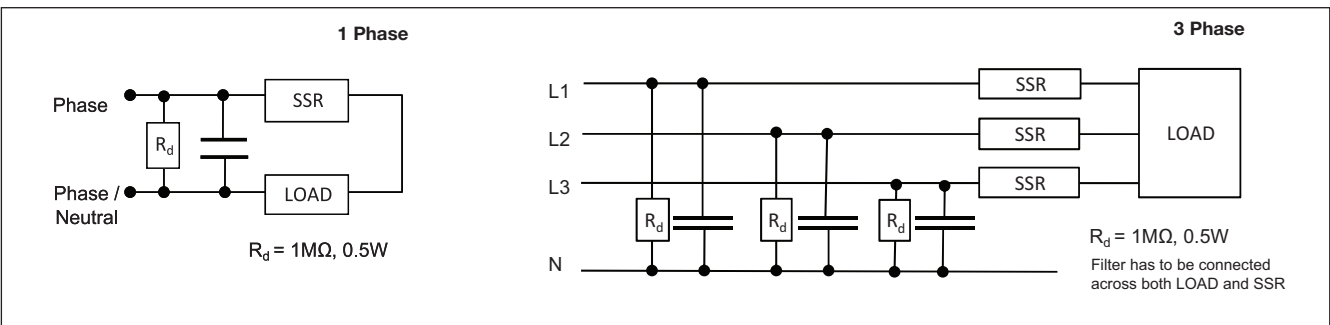 1 Phase
3 Phase
Phase
SSR
R_d
Phase /
Neutral
LOAD
R_d = 1MΩ, 0.5W
L1
SSR
L2
SSR
LOAD
L3
SSR
R_d
R_d
R_d
N
R_d = 1MΩ, 0.5W
Filter has to be connected
across both LOAD and SSR